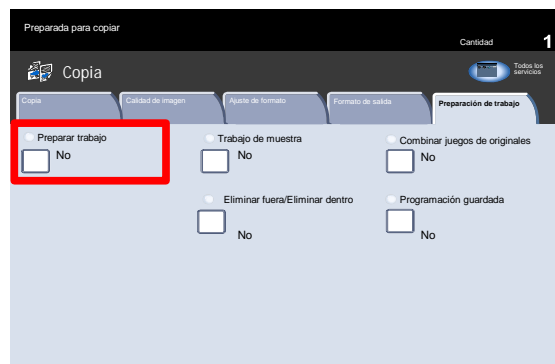 Preparada para copiar
Cantidad 1
Copia
Todos los
servicios
Copia
Calidad de imagen
Ajuste de formato
Formato de salida
Preparación de trabajo
Preparar trabajo
No
Trabajo de muestra
No
Combinar juegos de originales
No
Eliminar fuera/Eliminar dentro
No
Programación guardada
No